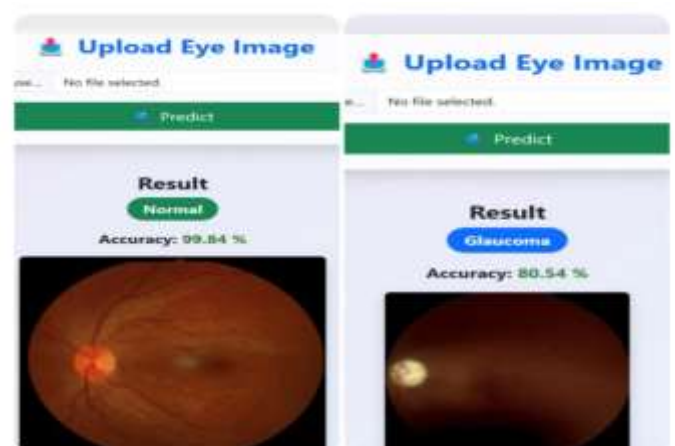 Upload Eye Image
No file selected.
Predict
Result
Normal
Accuracy: 99.84 %
Upload Eye Image
No file selected.
Predict
Result
Glaucoma
Accuracy: 80.54 %